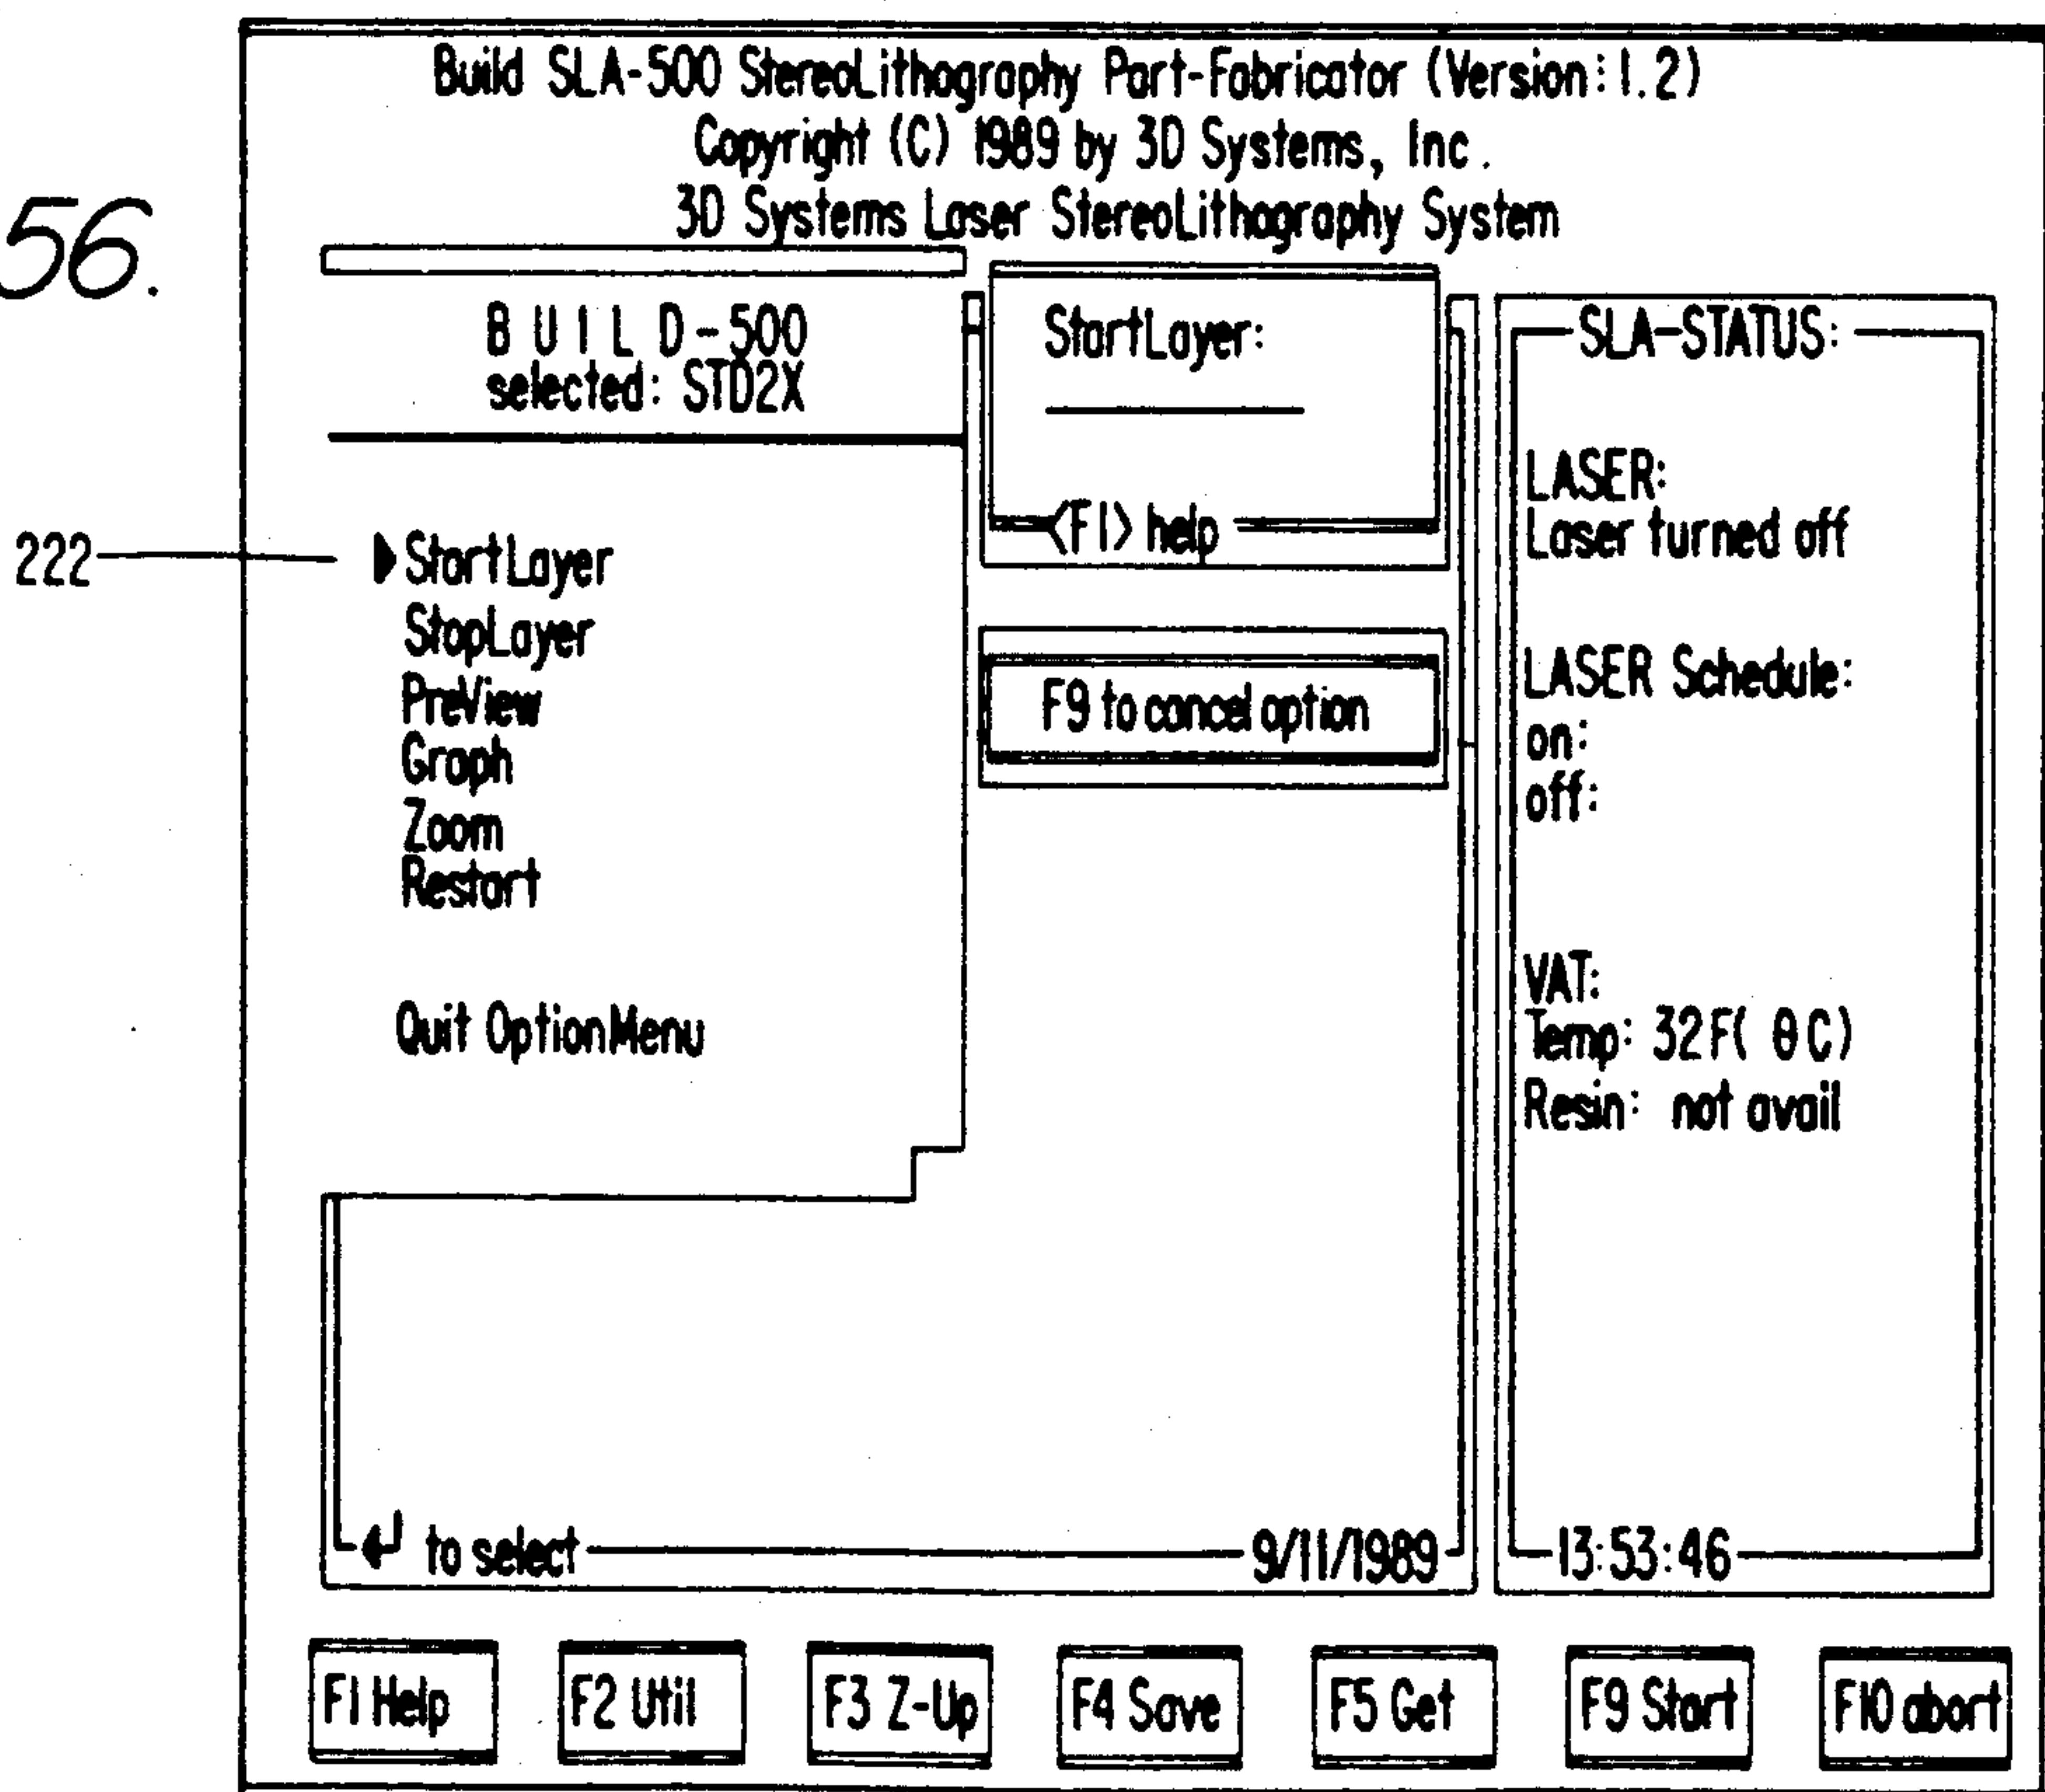 Build SLA-500 StereoLithography Part-Fabricator (Version:1.2)
Copyright (C) 1989 by 3D Systems, Inc.
3D Systems Laser StereoLithography System
56.
B U I L D-500
selected: STD2X
StartLayer:
<F1> help
F9 to cancel option
222
StartLayer
StopLayer
PreView
Graph
Zoom
Restart
Quit OptionMenu
↵ to select
9/11/1989
SLA-STATUS:
LASER:
Laser turned off
LASER Schedule:
on:
off:
VAT:
Temp: 32F( 0 C)
Resin: not avail
13:53:46
F1 Help
F2 Util
F3 Z-Up
F4 Save
F5 Get
F9 Start
F10 abort